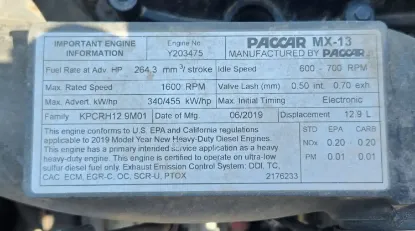 IMPORTANT ENGINE INFORMATION
Engine No Y203475
PACCAR MX-13
MANUFACTURED BY PACCAR
Fuel Rate at Adv. HP 264.3 mm³/stroke Idle Speed 600 - 700 RPM
Max. Rated Speed 1600 RPM Valve Lash (mm) 0.50 int. 0.70 exh
Max. Advert. kW/hp 340/455 kW/hp Max. Initial Timing Electronic
Family KPCRH12.9M01 Date of Mfg 06/2019 Displacement 12.9 L
This engine conforms to U.S. EPA and California regulations
applicable to 2019 Model Year New Heavy-Duty Diesel Engines.
This engine has a primary intended service application as a heavy
heavy-duty engine. This engine is certified to operate on ultra-low
sulfur diesel fuel only. Exhaust Emission Control System: DDI, TC,
CAC, ECM, EGR-C, OC, SCR-U, PTOX 2176233
STD EPA CARB
NOx 0.20 0.20
PM 0.01 0.01